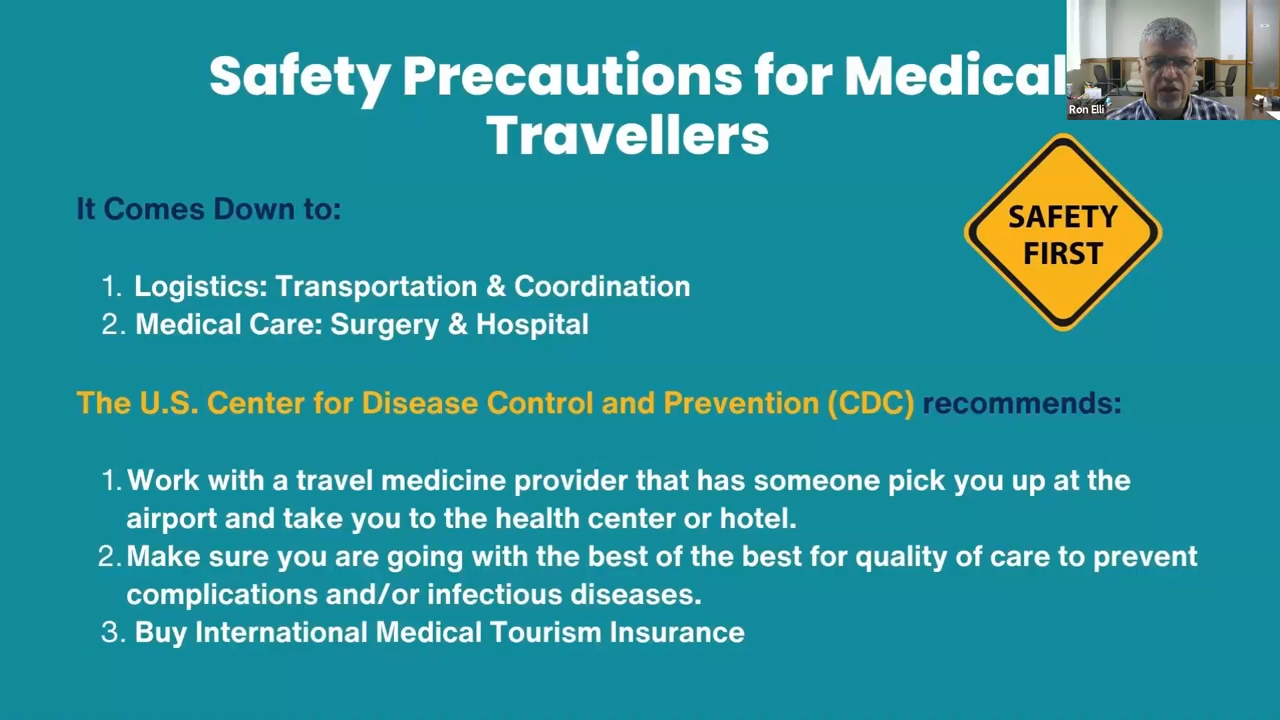 Safety Precautions for Medical
Travellers
Ron Elli
It Comes Down to:
SAFETY
FIRST
1. Logistics: Transportation & Coordination
2. Medical Care: Surgery & Hospital
The U.S. Center for Disease Control and Prevention (CDC) recommends:
1. Work with a travel medicine provider that has someone pick you up at the
airport and take you to the health center or hotel.
2. Make sure you are going with the best of the best for quality of care to prevent
complications and/or infectious diseases.
3. Buy International Medical Tourism Insurance